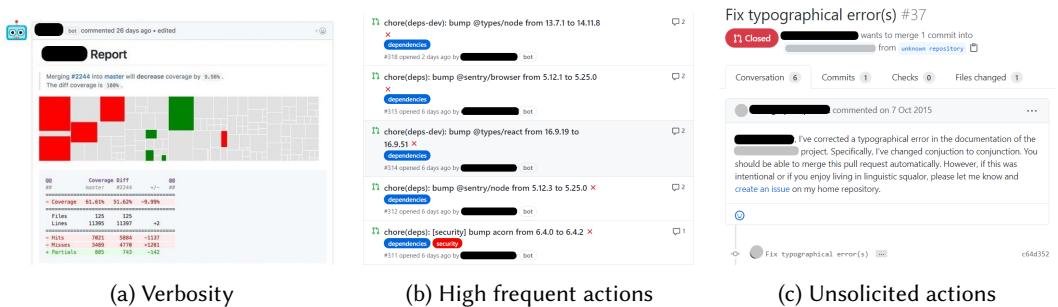 bot commented 26 days ago • edited
Report
Merging #2244 into master will decrease coverage by 9.98%.
The diff coverage is 100%.
@@ Coverage Diff @@
## master #2244 +/- ##
- Coverage 61.61% 51.62% -9.99%
Files 125 125
Lines 11395 11397 +2
- Hits 7021 5884 -1137
- Misses 3489 4770 +1281
+ Partials 885 743 -142
(a) Verbosity
chore(deps-dev): bump @types/node from 13.7.1 to 14.11.8
2
dependencies
#318 opened 2 days ago by bot
chore(deps): bump @sentry/browser from 5.12.1 to 5.25.0
2
dependencies
#315 opened 6 days ago by bot
chore(deps-dev): bump @types/react from 16.9.19 to
2
16.9.51
dependencies
#314 opened 6 days ago by bot
chore(deps): bump @sentry/node from 5.12.3 to 5.25.0
2
dependencies
#312 opened 6 days ago by bot
chore(deps): [security] bump acorn from 6.4.0 to 6.4.2
1
dependencies security
#311 opened 6 days ago by bot
(b) High frequent actions
Fix typographical error(s) #37
Closed wants to merge 1 commit into
from unknown repository
Conversation 6 Commits 1 Checks 0 Files changed 1
commented on 7 Oct 2015
, I've corrected a typographical error in the documentation of the
project. Specifically, I've changed conjuction to conjunction. You
should be able to merge this pull request automatically. However, if this was
intentional or if you enjoy living in linguistic squalor, please let me know and
create an issue on my home repository.
Fix typographical error(s) c64d352
(c) Unsolicited actions